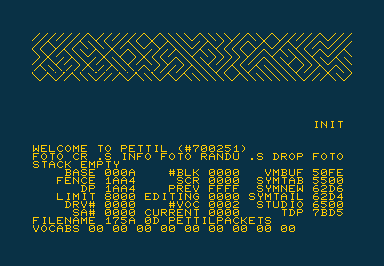 INIT
WELCOME TO PETTIL (#700251)
FOTO CR .S INFO FOTO RANDU .S DROP FOTO
STACK EMPTY
BASE 000A #BLK 0000 VMBUF 50FE
FENCE 1AA4 SCR 0000 SYMTAB 5500
DP 1AA4 PREV FFFF SYMNEW 62D6
LIMIT 8000 EDITING 0000 SYMTAIL 62D4
DRV# 0000 #VOC 0002 STUDIO 6500
SA# 0000 CURRENT 0000 TDP 7BD5
FILENAME 175A 0D PETTILPACKETS
VOCABS 00 00 00 00 00 00 00 00